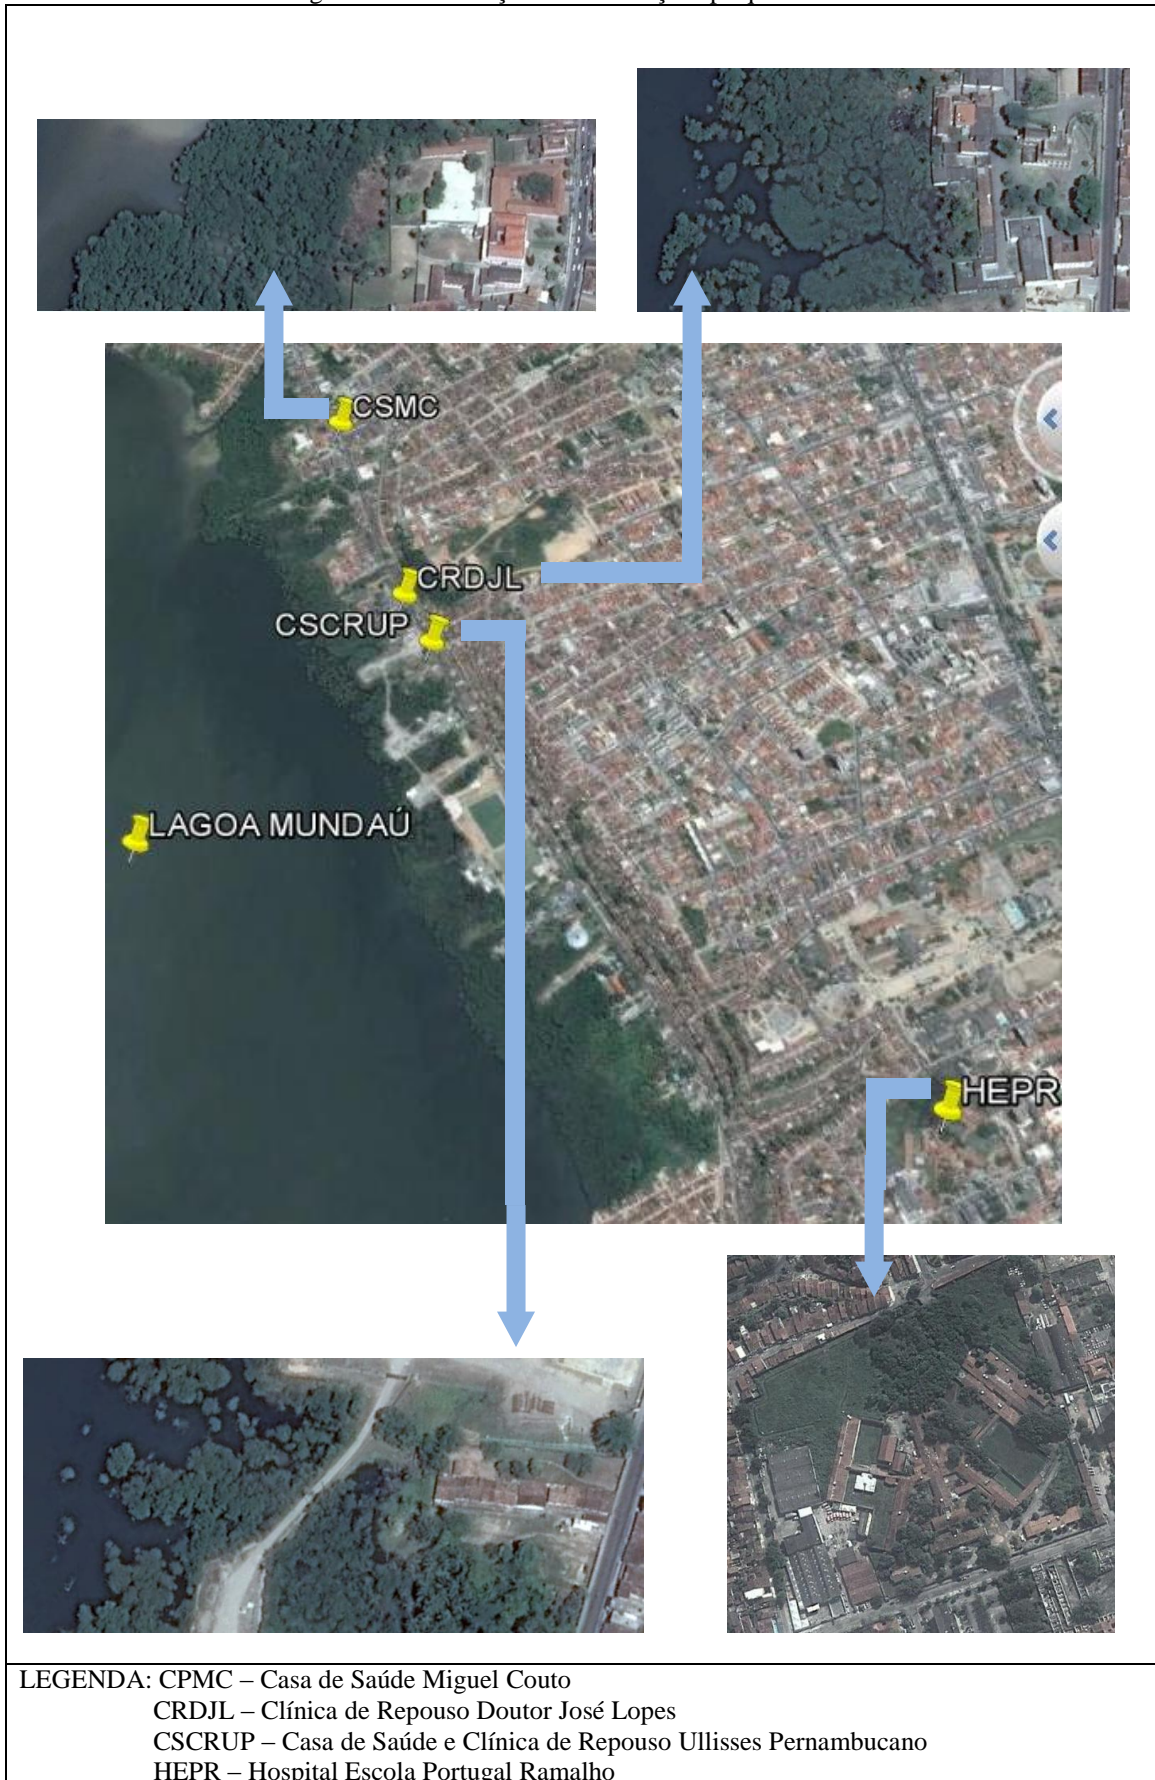 CSMC
CRDJL
CSCRUP
LAGOA MUNDAÚ
HEPR
LEGENDA: CPMC – Casa de Saúde Miguel Couto
CRDJL – Clínica de Repouso Doutor José Lopes
CSCRUP – Casa de Saúde e Clínica de Repouso Ullisses Pernambucano
HEPR – Hospital Escola Portugal Ramalho